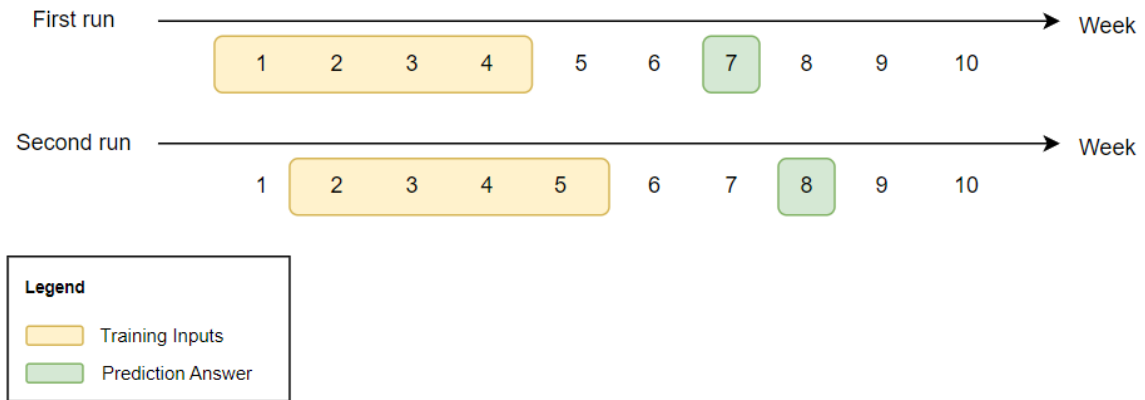 First run
Week
1 2 3 4 5 6 7 8 9 10
Second run
Week
1 2 3 4 5 6 7 8 9 10
Legend
Training Inputs
Prediction Answer